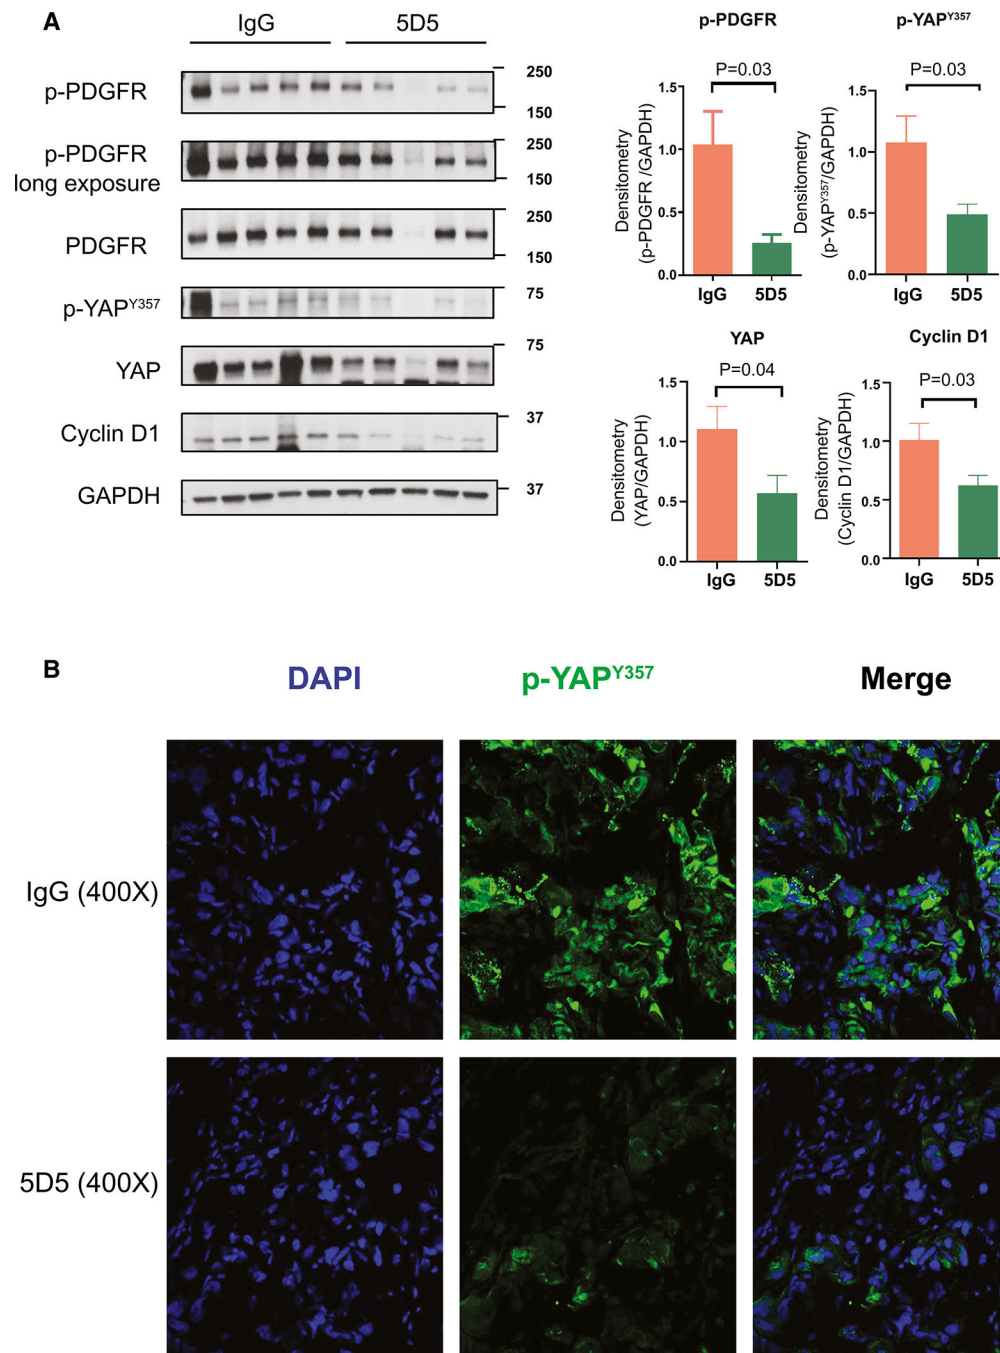 A
IgG 5D5
p-PDGFR
250
150
p-PDGFR
long exposure
250
150
PDGFR
250
150
p-YAPY357
75
YAP
75
Cyclin D1
37
GAPDH
37
p-PDGFR
P=0.03
Densitometry
(p-PDGFR /GAPDH)
1.5
1.0
0.5
0.0
IgG 5D5
p-YAPY357
P=0.03
Densitometry
(p-YAPY357/GAPDH)
1.5
1.0
0.5
0.0
IgG 5D5
YAP
P=0.04
Densitometry
(YAP/GAPDH)
1.5
1.0
0.5
0.0
IgG 5D5
Cyclin D1
P=0.03
Densitometry
(Cyclin D1/GAPDH)
1.5
1.0
0.5
0.0
IgG 5D5
B
DAPI p-YAPY357 Merge
IgG (400X)
5D5 (400X)